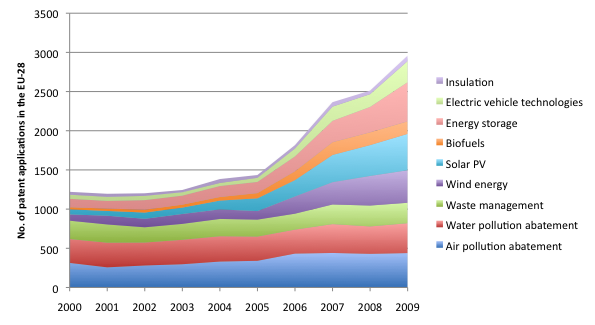 No. of patent applications in the EU-28
3500
3000
2500
2000
1500
1000
500
0
2000 2001 2002 2003 2004 2005 2006 2007 2008 2009
Insulation
Electric vehicle technologies
Energy storage
Biofuels
Solar PV
Wind energy
Waste management
Water pollution abatement
Air pollution abatement